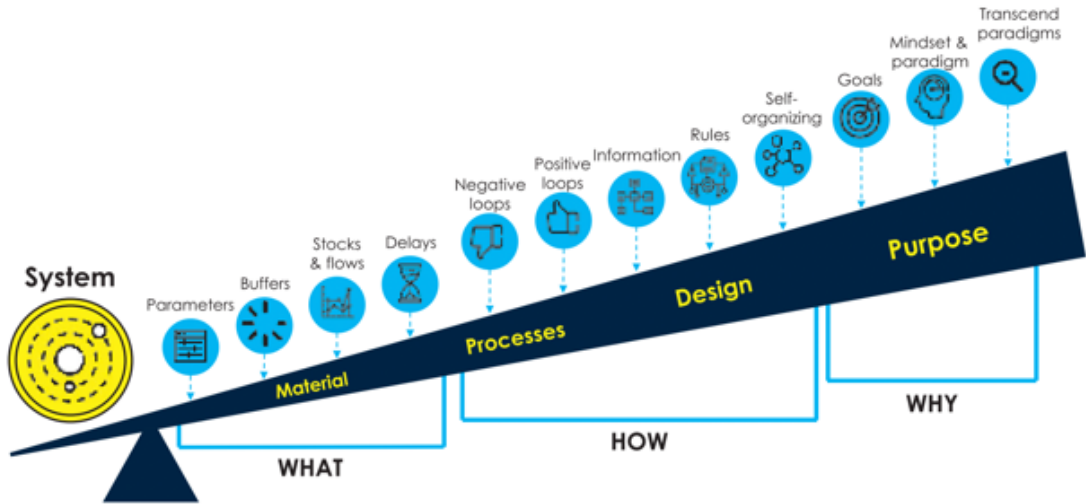 Transcend
paradigms
Mindset &
paradigm
Goals
Self-
organizing
Rules
Information
Positive
loops
Negative
loops
Delays
Stocks
& flows
Buffers
Parameters
System
Material
Processes
Design
Purpose
WHAT
HOW
WHY